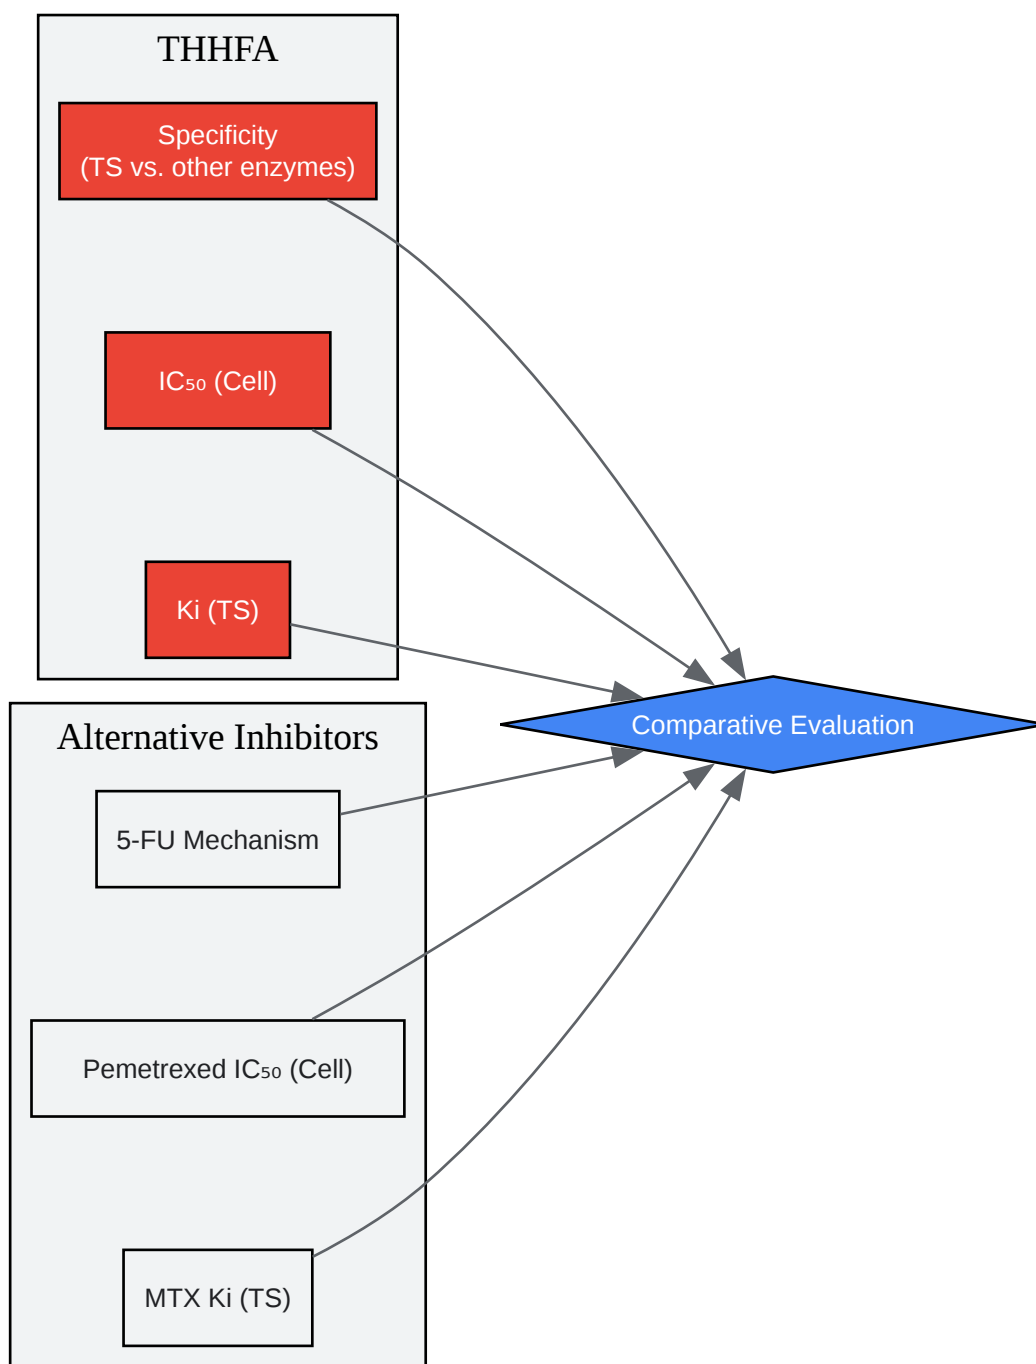 THHFA
Specificity
(TS vs. other enzymes)
IC₅₀ (Cell)
Ki (TS)
Alternative Inhibitors
Comparative Evaluation
5-FU Mechanism
Pemetrexed IC₅₀ (Cell)
MTX Ki (TS)